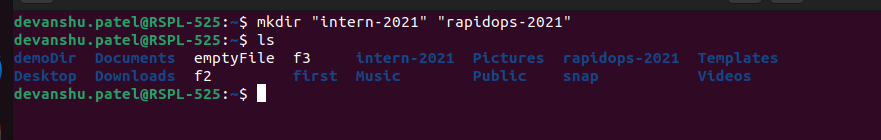 devanshu.patel@RSPL-525:~$ mkdir "intern-2021" "rapidops-2021"
devanshu.patel@RSPL-525:~$ ls
demoDir  Documents  emptyFile  f3     intern-2021  Pictures  rapidops-2021  Templates
Desktop  Downloads  f2         first  Music        Public    snap           Videos
devanshu.patel@RSPL-525:~$